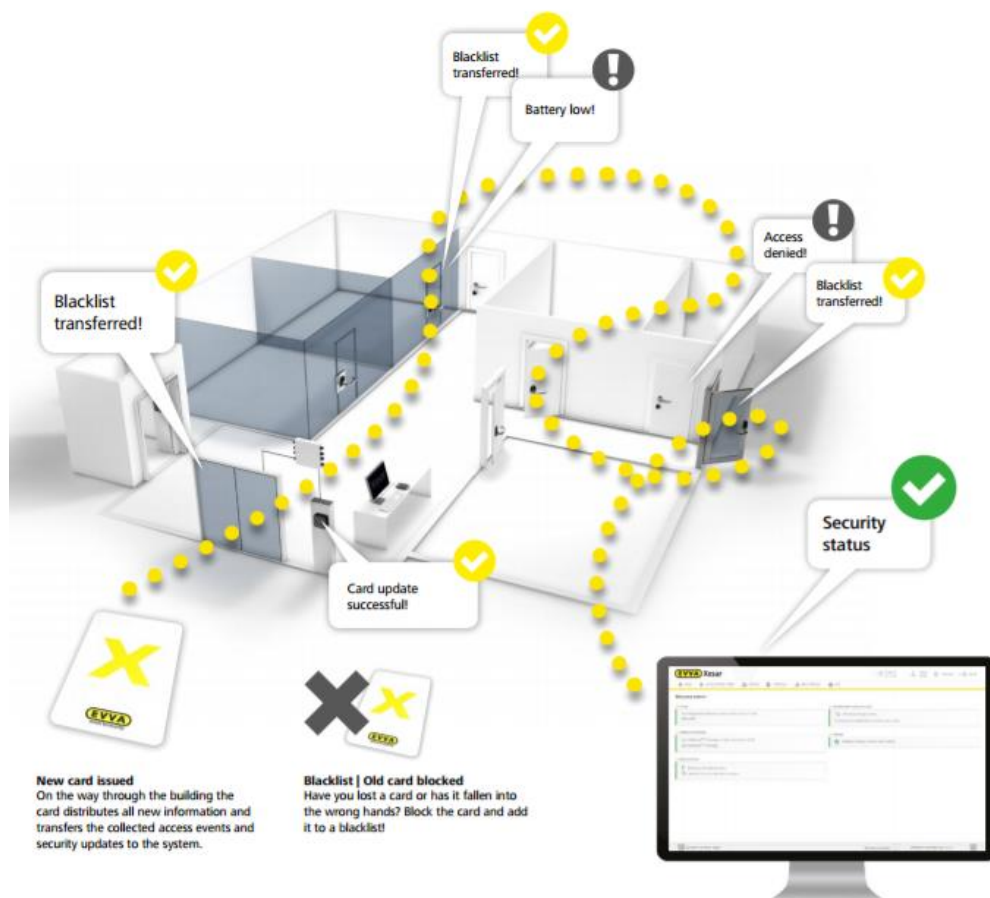 Blacklist
transferred!
Battery low!
Access
denied!
Blacklist
transferred!
Blacklist
transferred!
Security
status
Card update
successful!
EVVA
EVVA
EVVA Xesar
New card issued
On the way through the building the
card distributes all new information and
transfers the collected access events and
security updates to the system.
Blacklist | Old card blocked
Have you lost a card or has it fallen into
the wrong hands? Block the card and add
it to a blacklist!